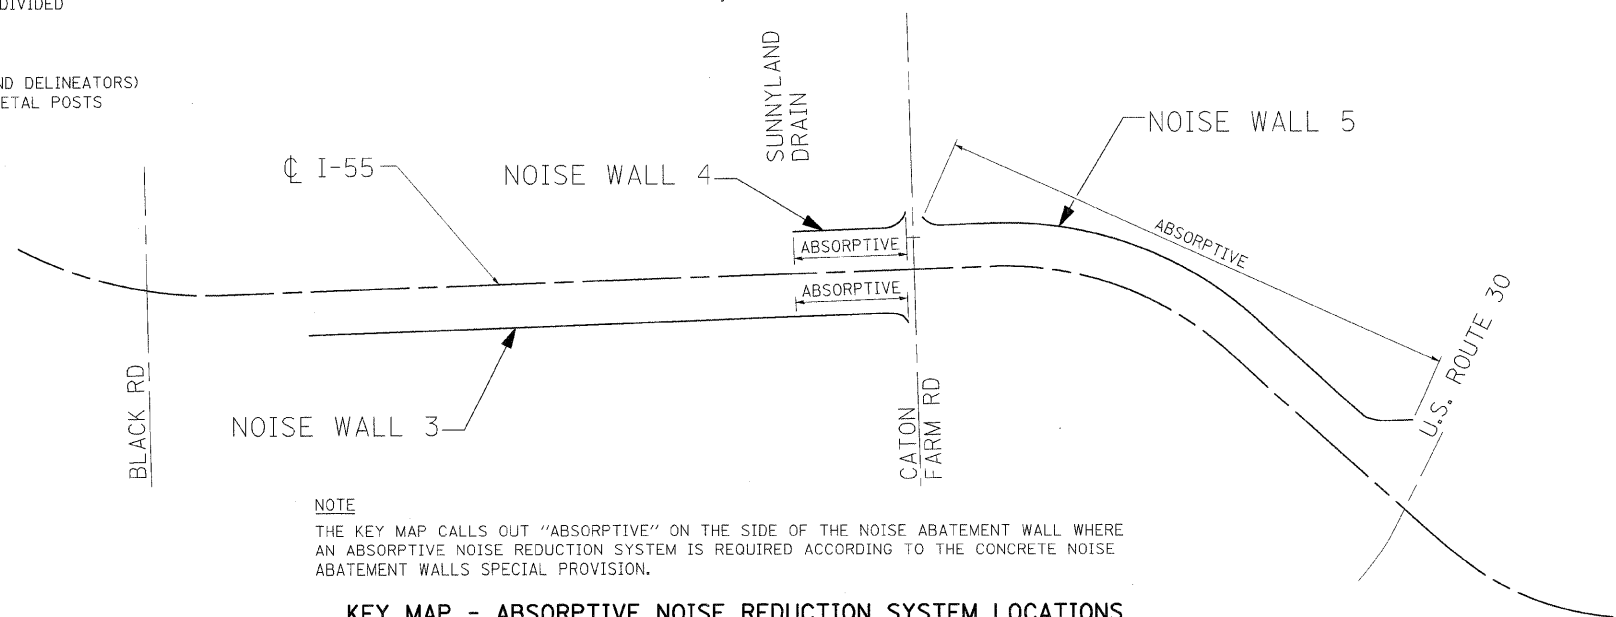 DIVIDED
ND DELINEATORS)
ETAL POSTS
SUNNYLAND
DRAIN
NOISE WALL 5
℄ I-55
NOISE WALL 4
ABSORPTIVE
ABSORPTIVE
ABSORPTIVE
U.S. ROUTE 30
BLACK RD
NOISE WALL 3
CATON
FARM RD
NOTE
THE KEY MAP CALLS OUT "ABSORPTIVE" ON THE SIDE OF THE NOISE ABATEMENT WALL WHERE
AN ABSORPTIVE NOISE REDUCTION SYSTEM IS REQUIRED ACCORDING TO THE CONCRETE NOISE
ABATEMENT WALLS SPECIAL PROVISION.
KEY MAP - ABSORPTIVE NOISE REDUCTION SYSTEM LOCATIONS